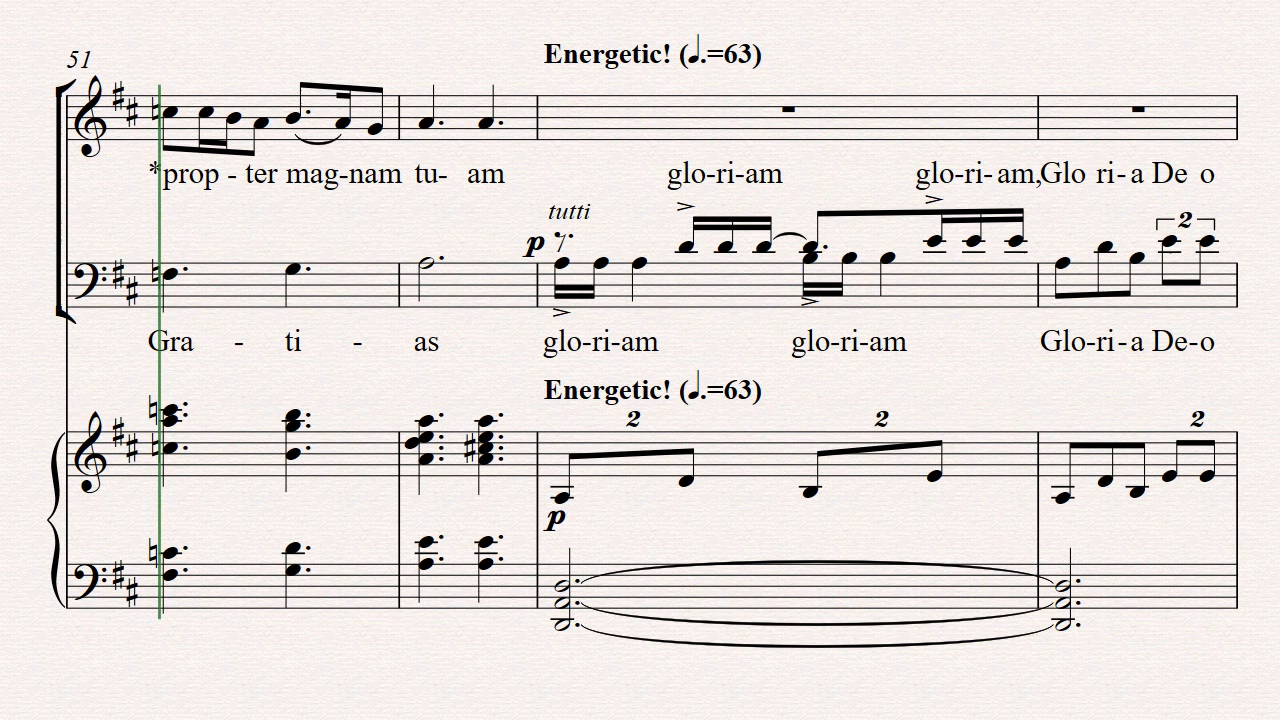 Energetic! (♩.=63)
51
*prop - ter mag-nam tu- am glo-ri-am glo-ri-am,Glo ri-a De o
tutti
p
2
Gra - ti - as glo-ri-am glo-ri-am Glo-ri-a De-o
Energetic! (♩.=63)
2 2 2
p